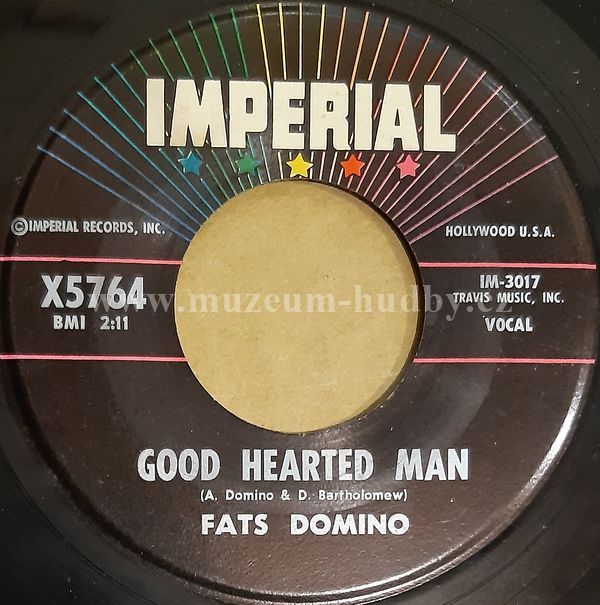 IMPERIAL
©IMPERIAL RECORDS, INC.
HOLLYWOOD U.S.A.
X5764
BMI 2:11
IM-3017
TRAVIS MUSIC, INC.
VOCAL
www.muzeum-hudby.cz
GOOD HEARTED MAN
(A. Domino & D. Bartholomew)
FATS DOMINO